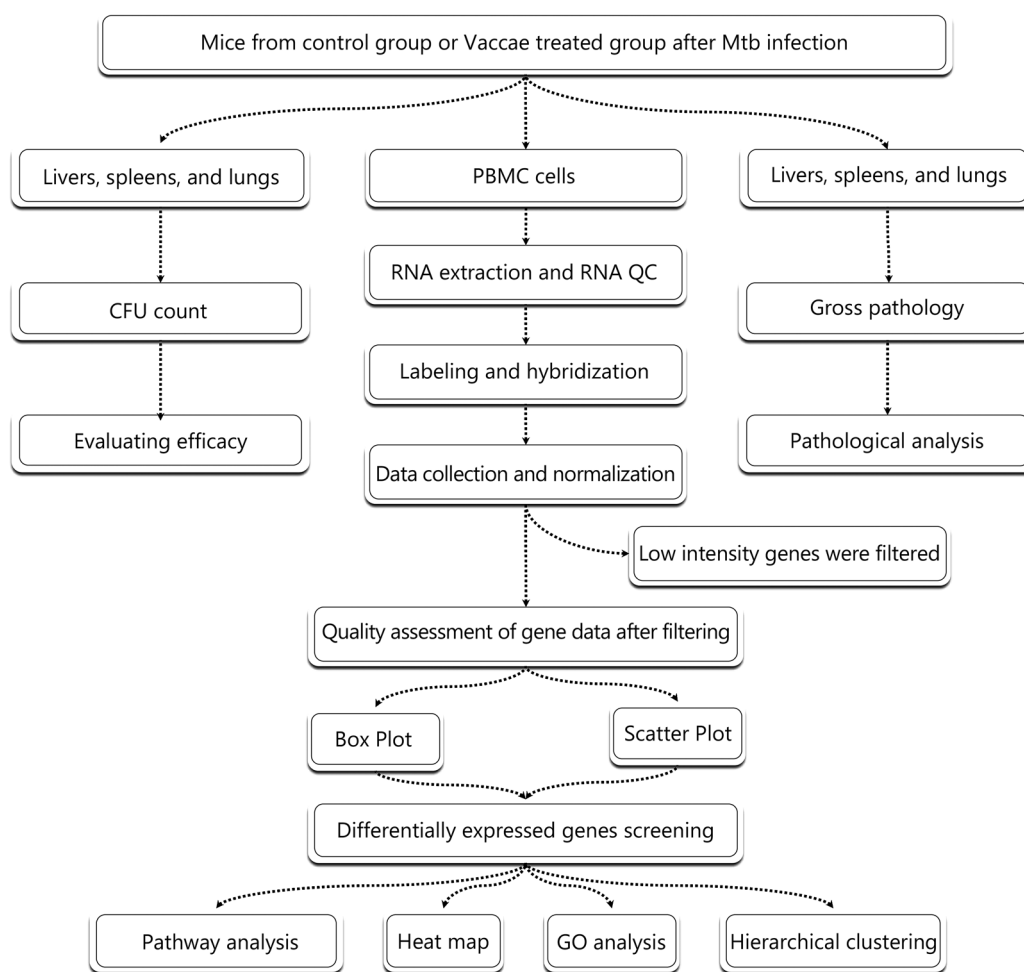 Mice from control group or Vaccae treated group after Mtb infection
Livers, spleens, and lungs
PBMC cells
Livers, spleens, and lungs
RNA extraction and RNA QC
CFU count
Gross pathology
Labeling and hybridization
Evaluating efficacy
Pathological analysis
Data collection and normalization
Low intensity genes were filtered
Quality assessment of gene data after filtering
Box Plot
Scatter Plot
Differentially expressed genes screening
Pathway analysis
Heat map
GO analysis
Hierarchical clustering